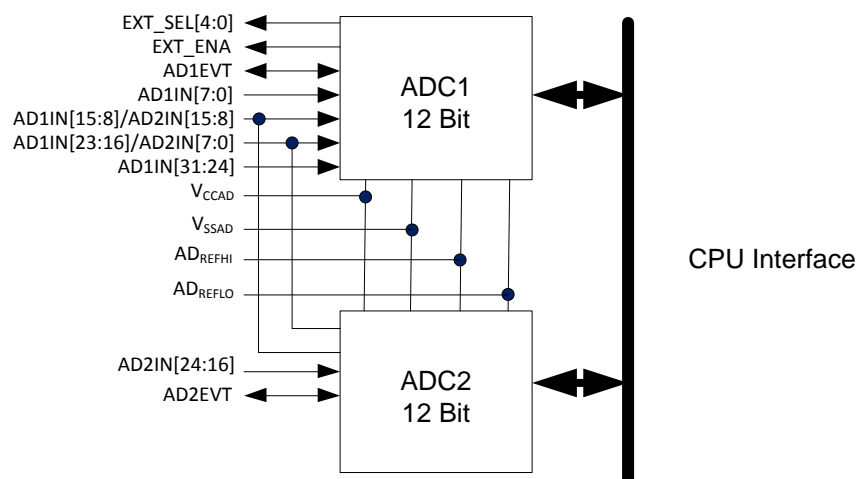 EXT_SEL[4:0]
EXT_ENA
AD1EVT
AD1IN[7:0]
AD1IN[15:8]/AD2IN[15:8]
AD1IN[23:16]/AD2IN[7:0]
AD1IN[31:24]
VCCAD
VSSAD
ADREFHI
ADREFLO
AD2IN[24:16]
AD2EVT
ADC1
12 Bit
ADC2
12 Bit
CPU Interface